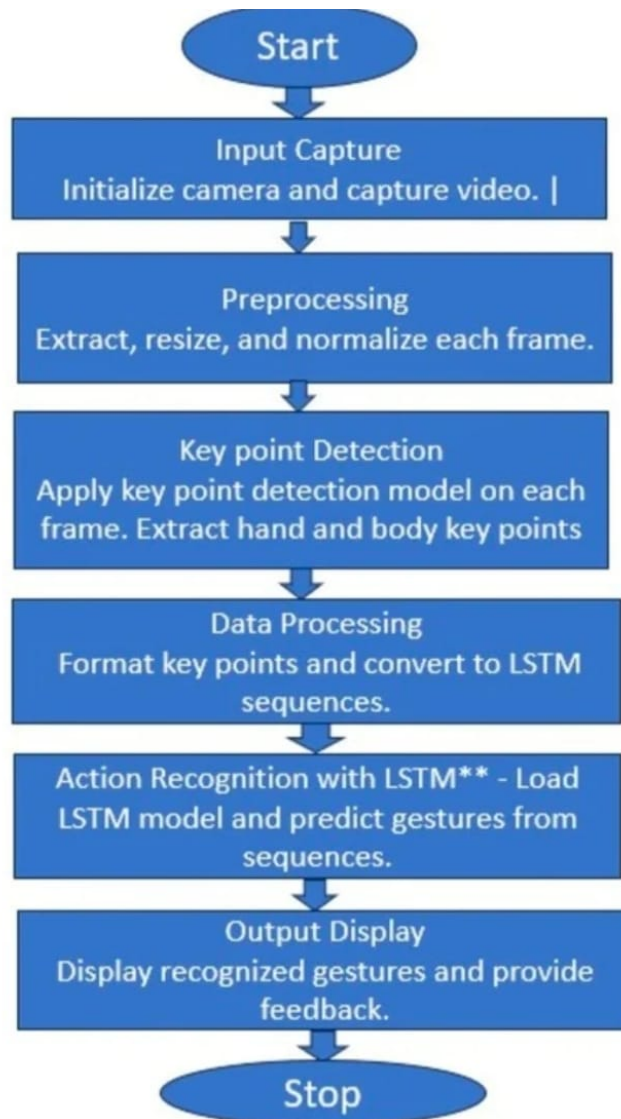 Start
Input Capture
Initialize camera and capture video. |
Preprocessing
Extract, resize, and normalize each frame.
Key point Detection
Apply key point detection model on each
frame. Extract hand and body key points
Data Processing
Format key points and convert to LSTM
sequences.
Action Recognition with LSTM** - Load
LSTM model and predict gestures from
sequences.
Output Display
Display recognized gestures and provide
feedback.
Stop